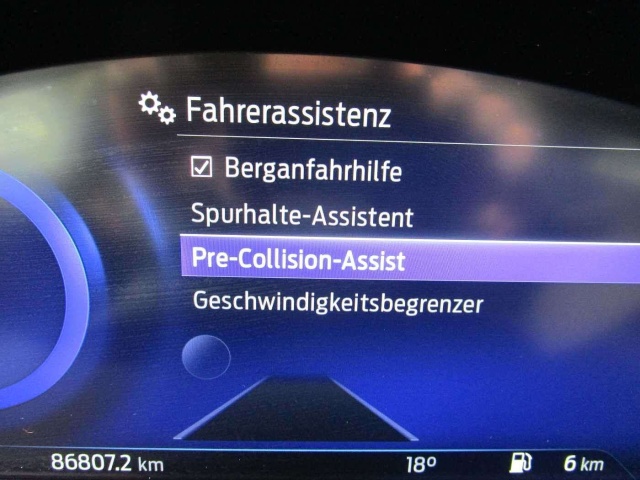 Fahrerassistenz
Berganfahrhilfe
Spurhalte-Assistent
Pre-Collision-Assist
Geschwindigkeitsbegrenzer
86807.2 km 18° 6 km